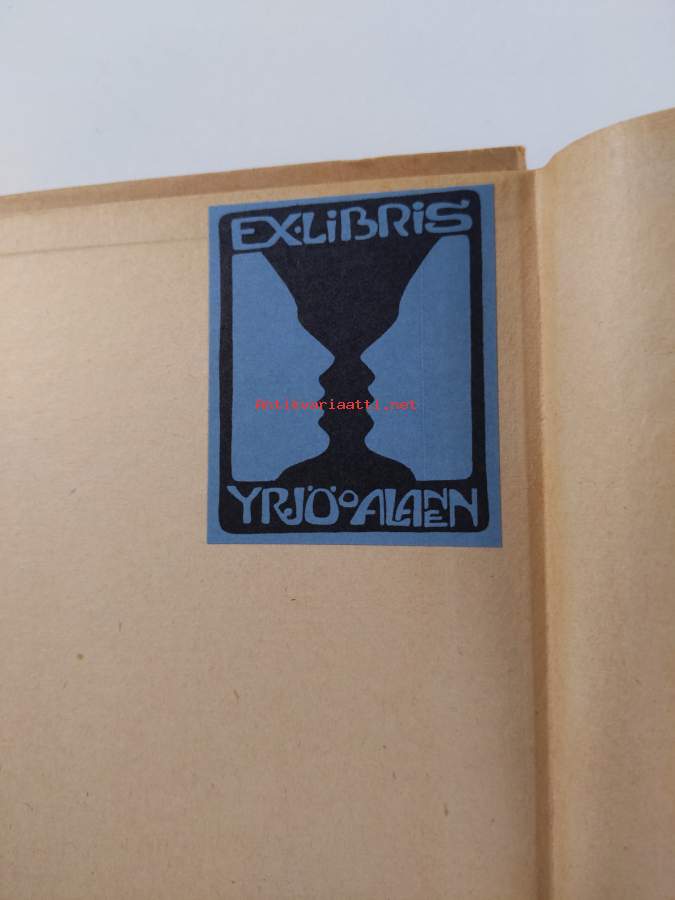 EX·LiBRiS
Antikvariaatti.net
YRJÖ O ALANEN